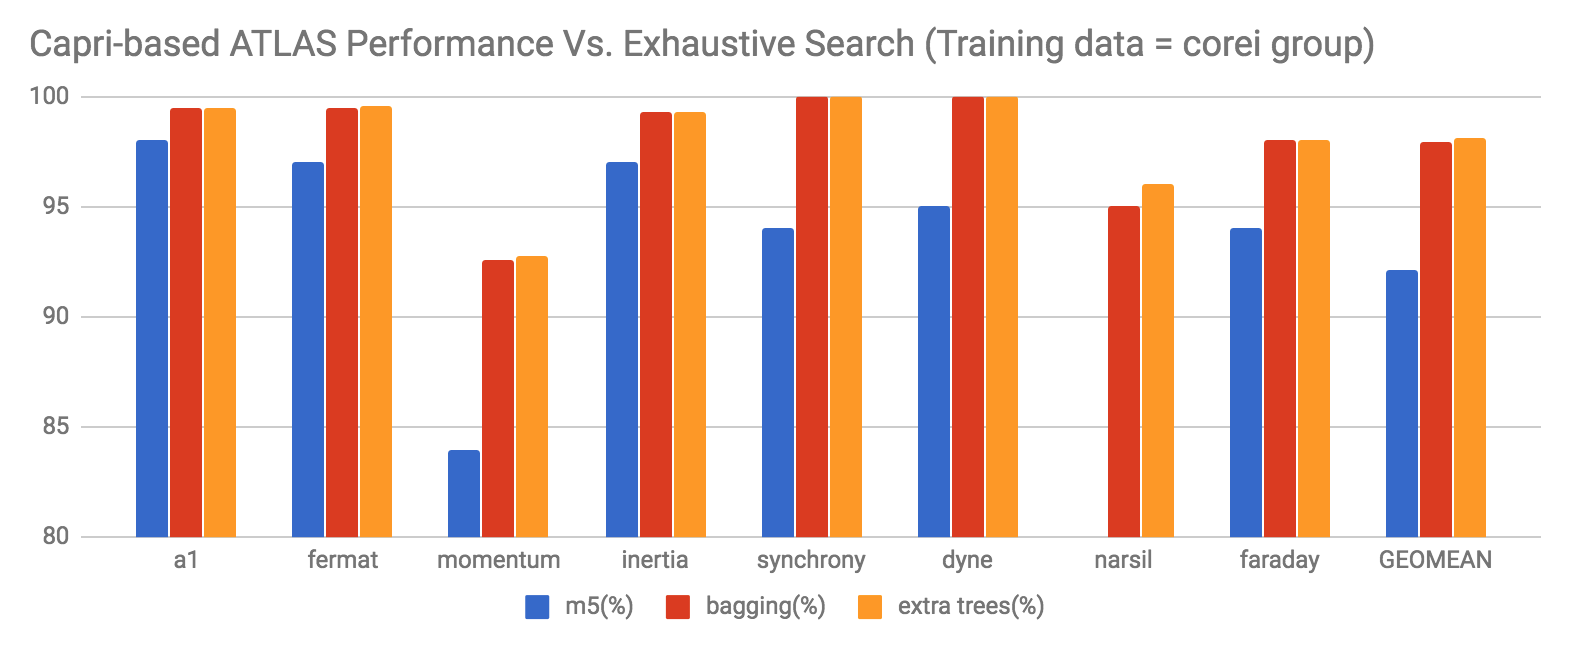 Capri-based ATLAS Performance Vs. Exhaustive Search (Training data = corei group)
100
95
90
85
80
a1 fermat momentum inertia synchrony dyne narsil faraday GEOMEAN
m5(%) bagging(%) extra trees(%)